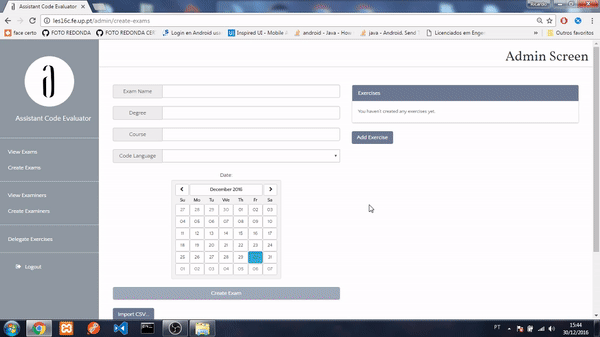 Assistant Code Evaluator
Ricardo
les16c.fe.up.pt/admin/create-exams
face certo
FOTO REDONDA
FOTO REDONDA CER
Login en Android usan
Inspired UI - Mobile A
android - Java - How
java - Android, Send T
Licenciados em Engen
Outros favoritos
Admin Screen
Assistant Code Evaluator
View Exams
Create Exams
View Examiners
Create Examiners
Delegate Exercises
Logout
Exam Name
Degree
Course
Code Language
Exercises
You haven't created any exercises yet.
Add Exercise
Date:
December 2016
Su Mo Tu We Th Fr Sa
27 28 29 30 01 02 03
04 05 06 07 08 09 10
11 12 13 14 15 16 17
18 19 20 21 22 23 24
25 26 27 28 29 30 31
01 02 03 04 05 06 07
Create Exam
Import CSV...
PT
15:44
30/12/2016